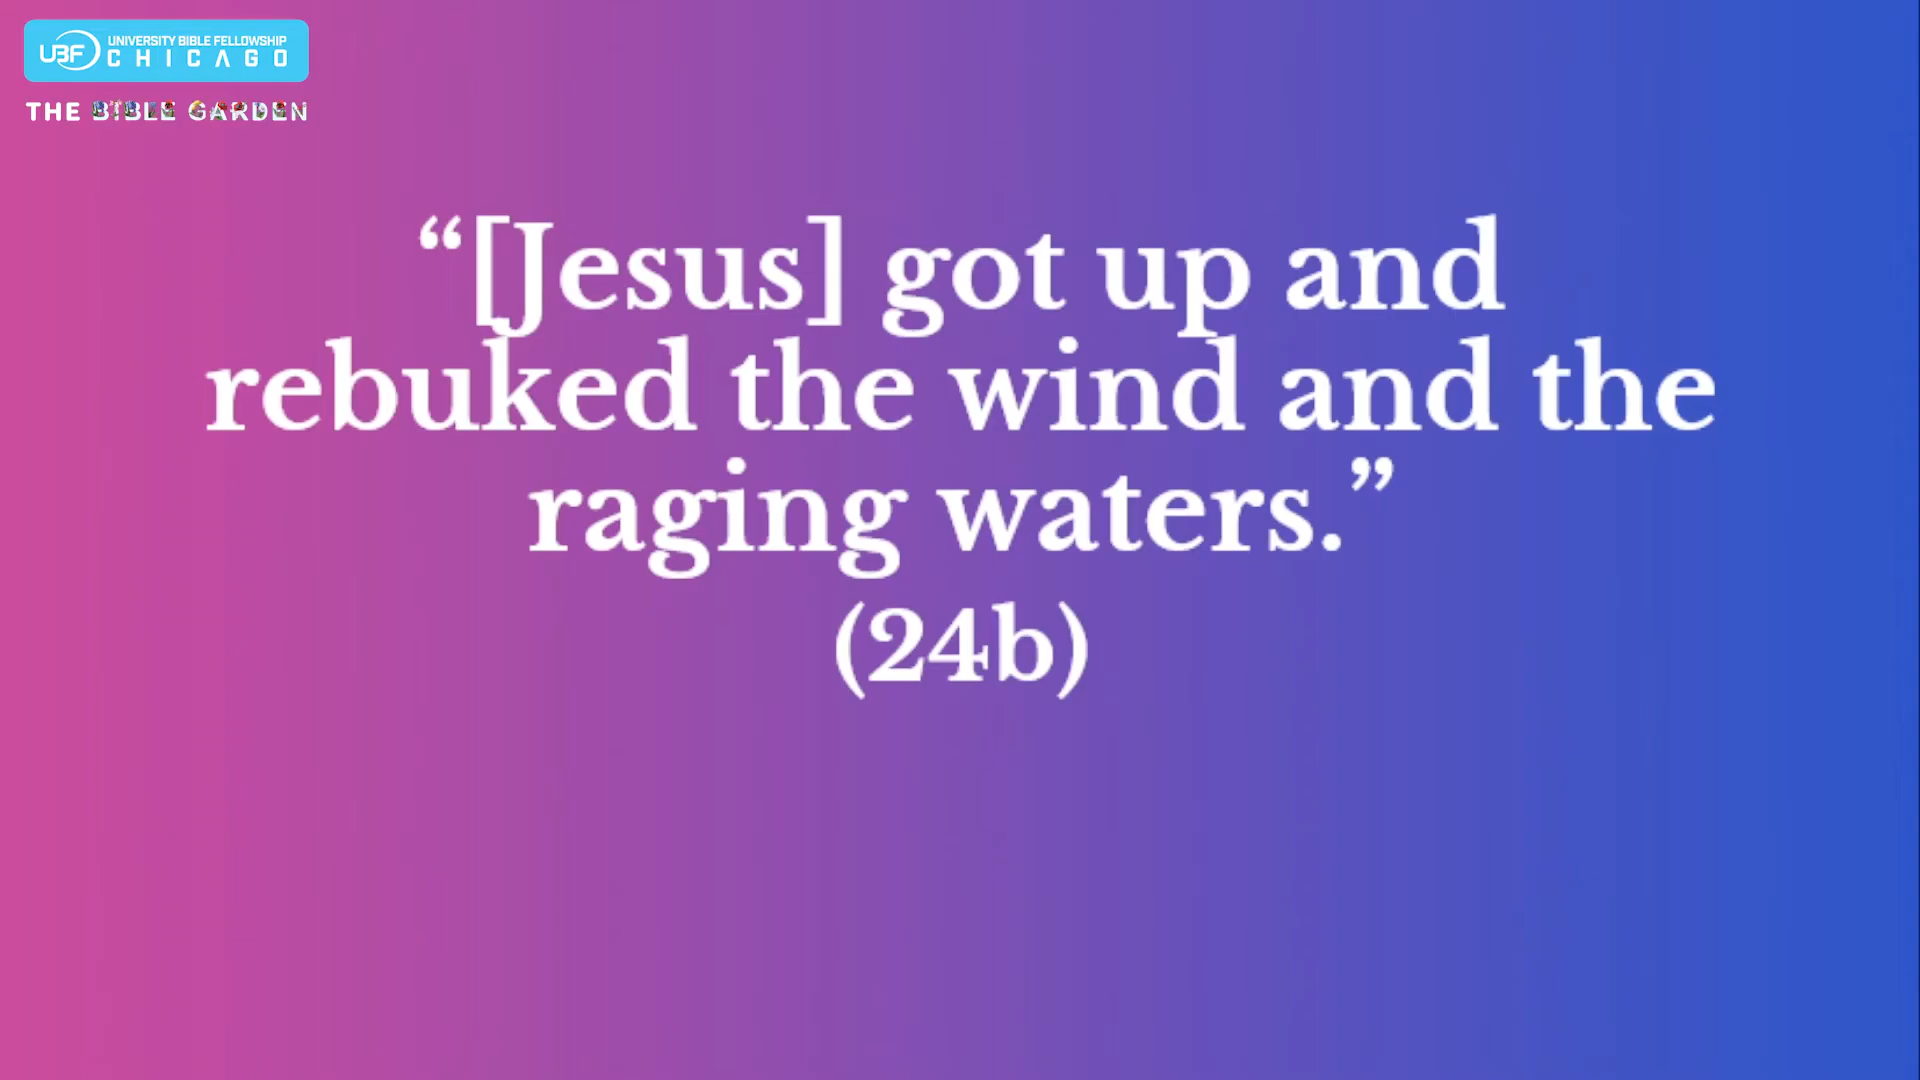 UBF
UNIVERSITY BIBLE FELLOWSHIP
CHICAGO
THE BIBLE GARDEN
“[Jesus] got up and
rebuked the wind and the
raging waters.”
(24b)